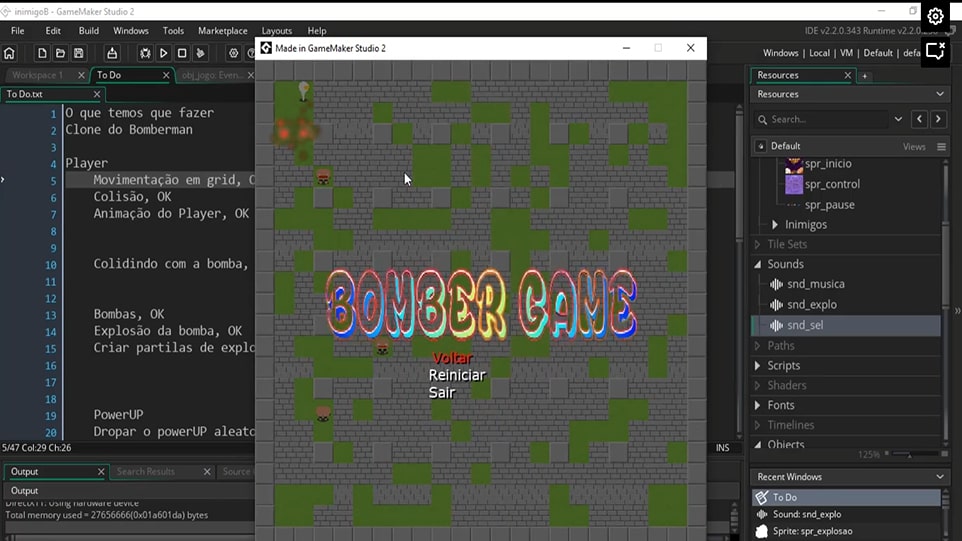 inimigoB - GameMaker Studio 2
File Edit Build Windows Tools Marketplace Layouts Help
IDE v2.2.0.343 Runtime v2.2.0.2
Made in GameMaker Studio 2
Windows | Local | VM | Default | defa
Workspace 1
To Do
obj_jogo: Even...
To Do.txt
1 O que temos que fazer
2 Clone do Bomberman
3
4 Player
5 Movimentação em grid, O
6 Colisão, OK
7 Animação do Player, OK
8
9
10 Colidindo com a bomba,
11
12
13 Bombas, OK
14 Explosão da bomba, OK
15 Criar partilas de explo
16
17
18
19 PowerUP
20 Dropar o powerUP aleato
5/47 Col:29 Ch:26
INS
BOMBER GAME
Voltar
Reiniciar
Sair
Output
Search Results
Source
Output
DirectX11: Using hardware device
Total memory used = 27656666(0x01a601da) bytes
Resources
Resources
Search...
Default
Views
spr_inicio
spr_control
spr_pause
Inimigos
Tile Sets
Sounds
snd_musica
snd_explo
snd_sel
Paths
Scripts
Shaders
Fonts
Timelines
Objects
125%
Recent Windows
To Do
Sound: snd_explo
Sprite: spr_explosao